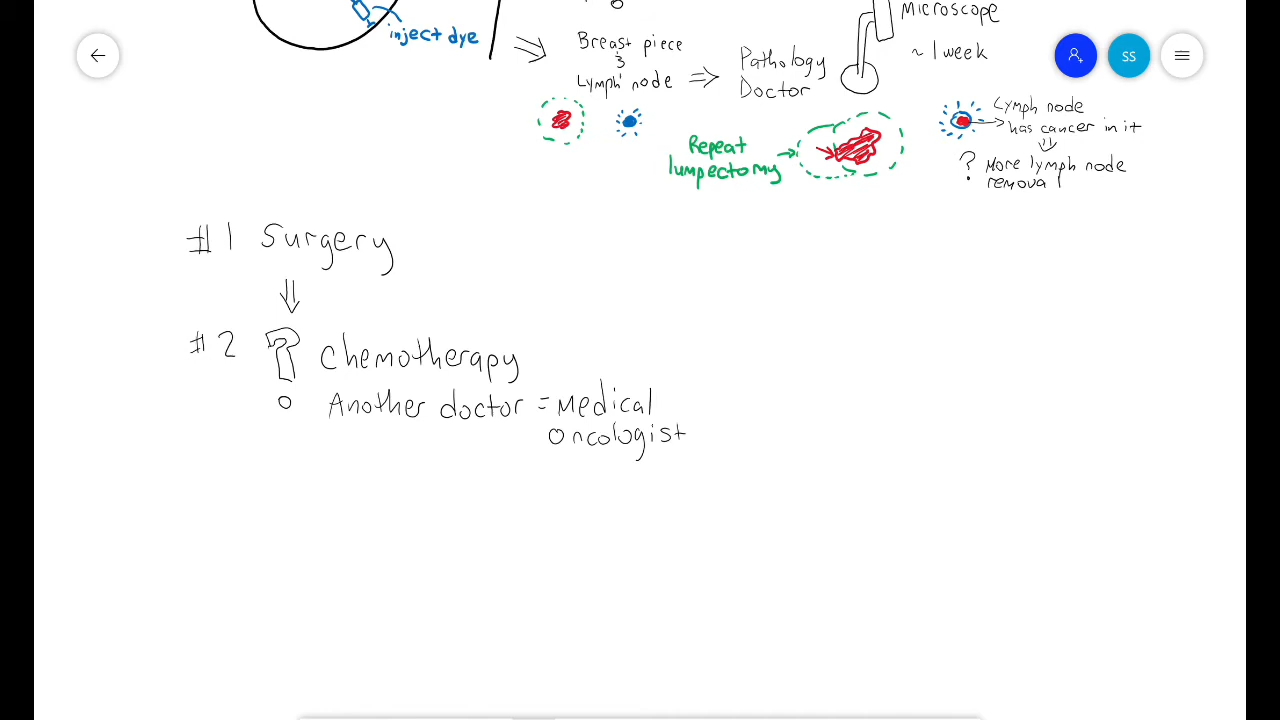 inject dye
Breast piece
&
Lymph node
Pathology
Doctor
Microscope
~ 1 week
SS
Repeat
lumpectomy
Lymph node
has cancer in it
? More lymph node
removal
#1 Surgery
#2 ? Chemotherapy
Another doctor = Medical
oncologist